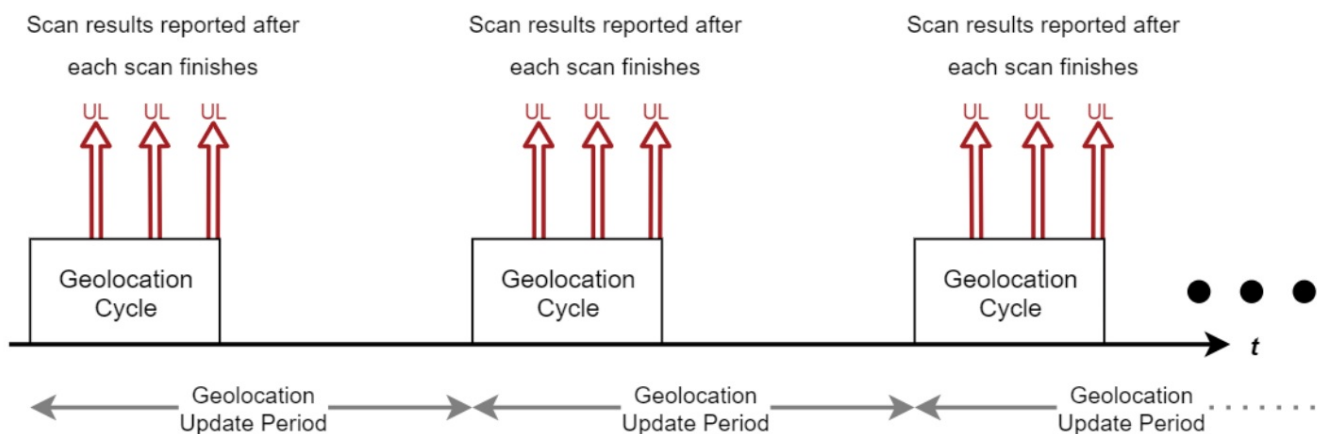 Scan results reported after
each scan finishes
UL UL UL
Geolocation
Cycle
Scan results reported after
each scan finishes
UL UL UL
Geolocation
Cycle
Scan results reported after
each scan finishes
UL UL UL
Geolocation
Cycle
t
Geolocation
Update Period
Geolocation
Update Period
Geolocation
Update Period